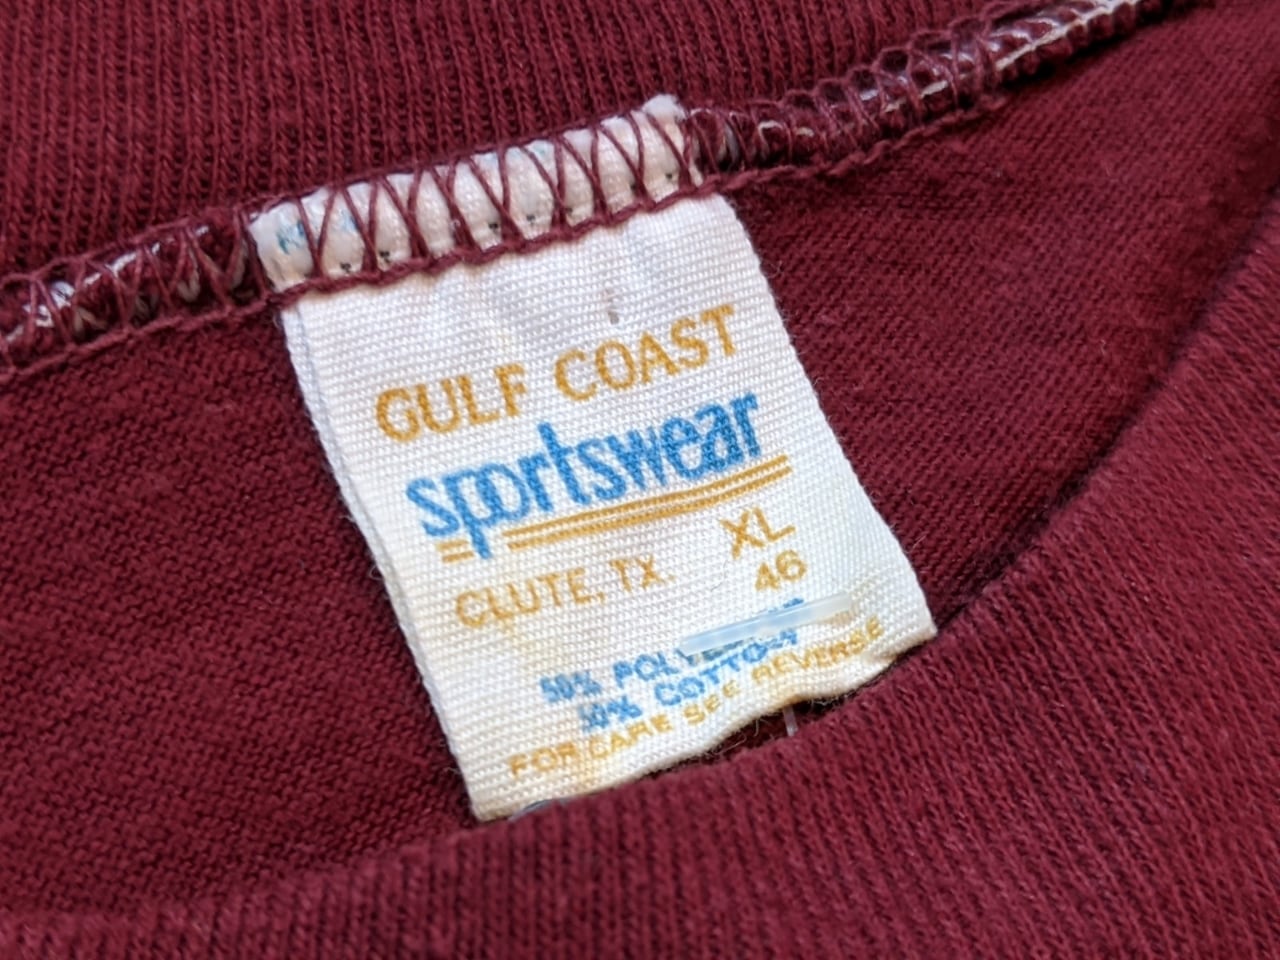 GULF COAST
sportswear
CLUTE, TX. XL
46
50% POLYESTER
50% COTTON
FOR CARE SEE REVERSE